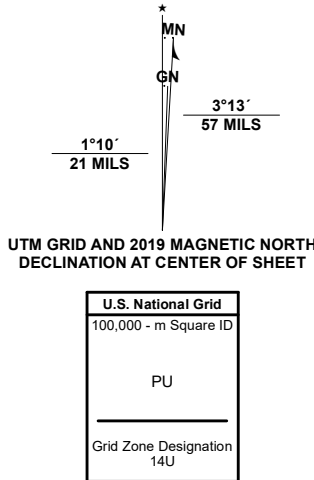 MN
GN
3°13´
57 MILS
1°10´
21 MILS
UTM GRID AND 2019 MAGNETIC NORTH
DECLINATION AT CENTER OF SHEET
U.S. National Grid
100,000 - m Square ID
PU
Grid Zone Designation
14U